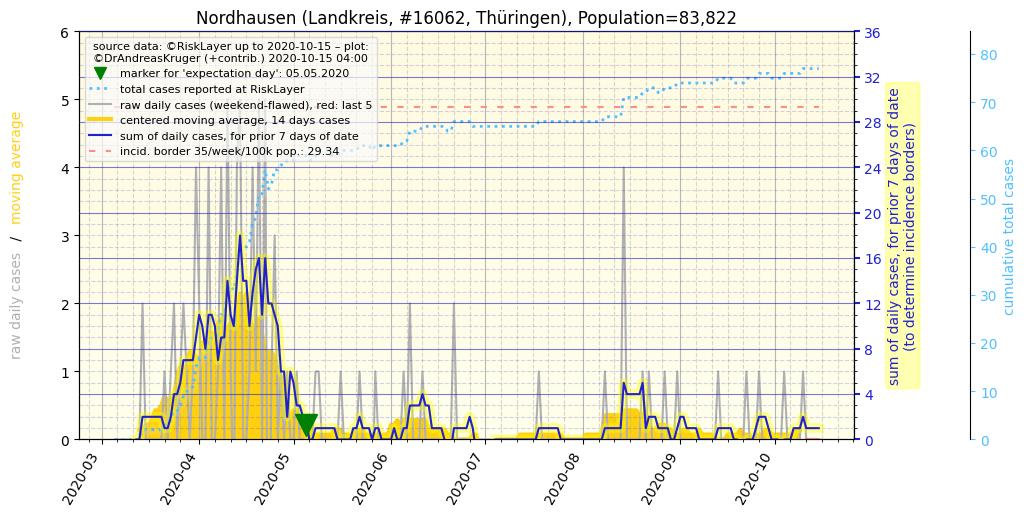 Nordhausen (Landkreis, #16062, Thüringen), Population=83,822
source data: ©RiskLayer up to 2020-10-15 – plot:
©DrAndreasKruger (+contrib.) 2020-10-15 04:00
marker for 'expectation day': 05.05.2020
total cases reported at RiskLayer
raw daily cases (weekend-flawed), red: last 5
centered moving average, 14 days cases
sum of daily cases, for prior 7 days of date
incid. border 35/week/100k pop.: 29.34
raw daily cases / moving average
6
5
4
3
2
1
0
2020-03
2020-04
2020-05
2020-06
2020-07
2020-08
2020-09
2020-10
36
32
28
24
20
16
12
8
4
0
sum of daily cases, for prior 7 days of date
(to determine incidence borders)
80
70
60
50
40
30
20
10
0
cumulative total cases